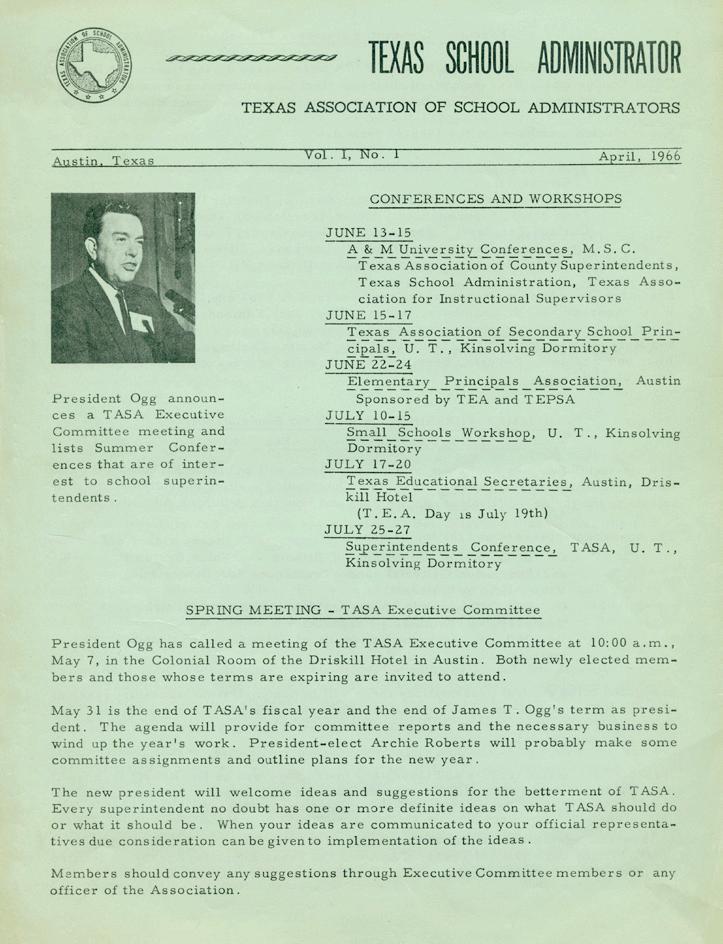 TEXAS ASSOCIATION OF SCHOOL ADMINISTRATORS
TEXAS SCHOOL ADMINISTRATOR
TEXAS ASSOCIATION OF SCHOOL ADMINISTRATORS
Austin, Texas Vol. I, No. 1 April, 1966
President Ogg announ-
ces a TASA Executive
Committee meeting and
lists Summer Confer-
ences that are of inter-
est to school superin-
tendents.
CONFERENCES AND WORKSHOPS
JUNE 13-15
A & M University Conferences, M.S.C.
Texas Association of County Superintendents,
Texas School Administration, Texas Asso-
ciation for Instructional Supervisors
JUNE 15-17
Texas Association of Secondary School Prin-
cipals, U. T., Kinsolving Dormitory
JUNE 22-24
Elementary Principals Association, Austin
Sponsored by TEA and TEPSA
JULY 10-15
Small Schools Workshop, U. T., Kinsolving
Dormitory
JULY 17-20
Texas Educational Secretaries, Austin, Dris-
kill Hotel
(T.E.A. Day is July 19th)
JULY 25-27
Superintendents Conference, TASA, U. T.,
Kinsolving Dormitory
SPRING MEETING - TASA Executive Committee
President Ogg has called a meeting of the TASA Executive Committee at 10:00 a.m.,
May 7, in the Colonial Room of the Driskill Hotel in Austin. Both newly elected mem-
bers and those whose terms are expiring are invited to attend.
May 31 is the end of TASA's fiscal year and the end of James T. Ogg's term as presi-
dent. The agenda will provide for committee reports and the necessary business to
wind up the year's work. President-elect Archie Roberts will probably make some
committee assignments and outline plans for the new year.
The new president will welcome ideas and suggestions for the betterment of TASA.
Every superintendent no doubt has one or more definite ideas on what TASA should do
or what it should be. When your ideas are communicated to your official representa-
tives due consideration can be given to implementation of the ideas.
Members should convey any suggestions through Executive Committee members or any
officer of the Association.